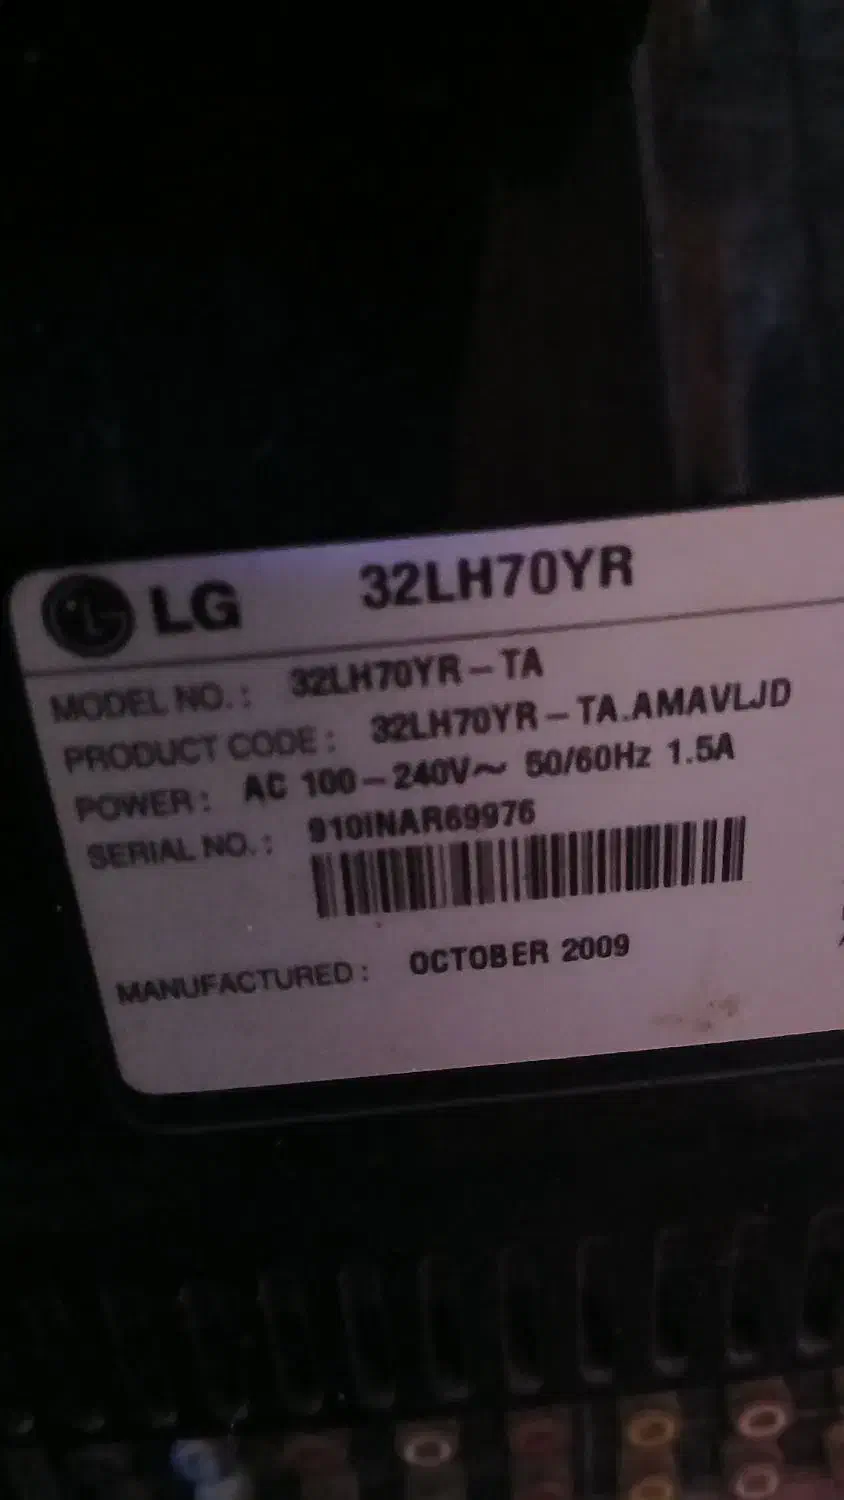 LG 32LH70YR
MODEL NO. : 32LH70YR-TA
PRODUCT CODE : 32LH70YR-TA.AMAVLJD
POWER : AC 100-240V~ 50/60Hz 1.5A
SERIAL NO. : 910INAR69976
MANUFACTURED : OCTOBER 2009